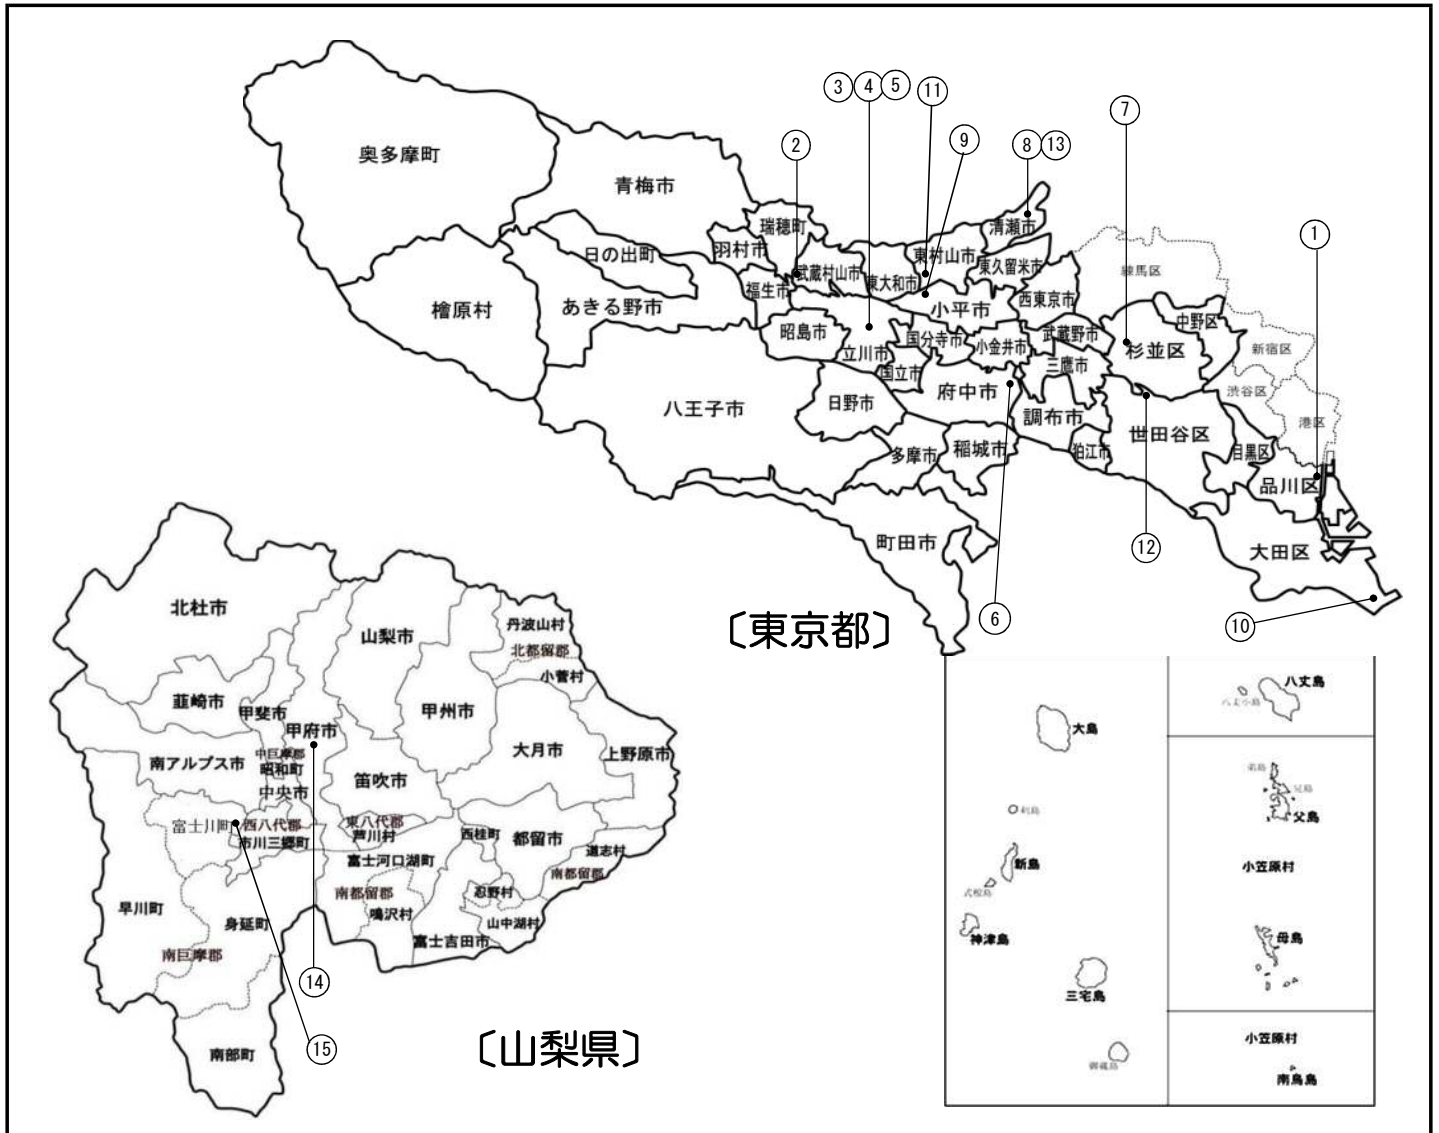 ③ ④ ⑤ ⑪
⑦
⑨
② ⑧ ⑬
奥多摩町
青梅市
瑞穂町
清瀬市
①
羽村市
東村山市
日の出町
武蔵村山市
東大和市
東久留米市
練馬区
福生市
西東京市
檜原村
あきる野市
小平市
中野区
昭島市
国分寺市
武蔵野市
小金井市
立川市
杉並区
新宿区
三鷹市
国立市
府中市
渋谷区
八王子市
日野市
調布市
港区
世田谷区
多摩市
稲城市
狛江市
目黒区
品川区
町田市
⑫
大田区
⑥
⑩
〔東京都〕
北杜市
山梨市
丹波山村
北都留郡
小菅村
韮崎市
甲斐市
甲州市
甲府市
大月市
上野原市
中巨摩郡
南アルプス市
昭和町
笛吹市
中央市
富士川町
西八代郡
東八代郡
芦川村
西桂町
都留市
市川三郷町
道志村
富士河口湖町
南都留郡
南都留郡
忍野村
早川町
鳴沢村
身延町
山中湖村
富士吉田市
南巨摩郡
⑭
⑮
南部町
〔山梨県〕
八丈島
八丈小島
大島
弟島
兄島
利島
父島
新島
小笠原村
式根島
神津島
母島
三宅島
小笠原村
御蔵島
南鳥島